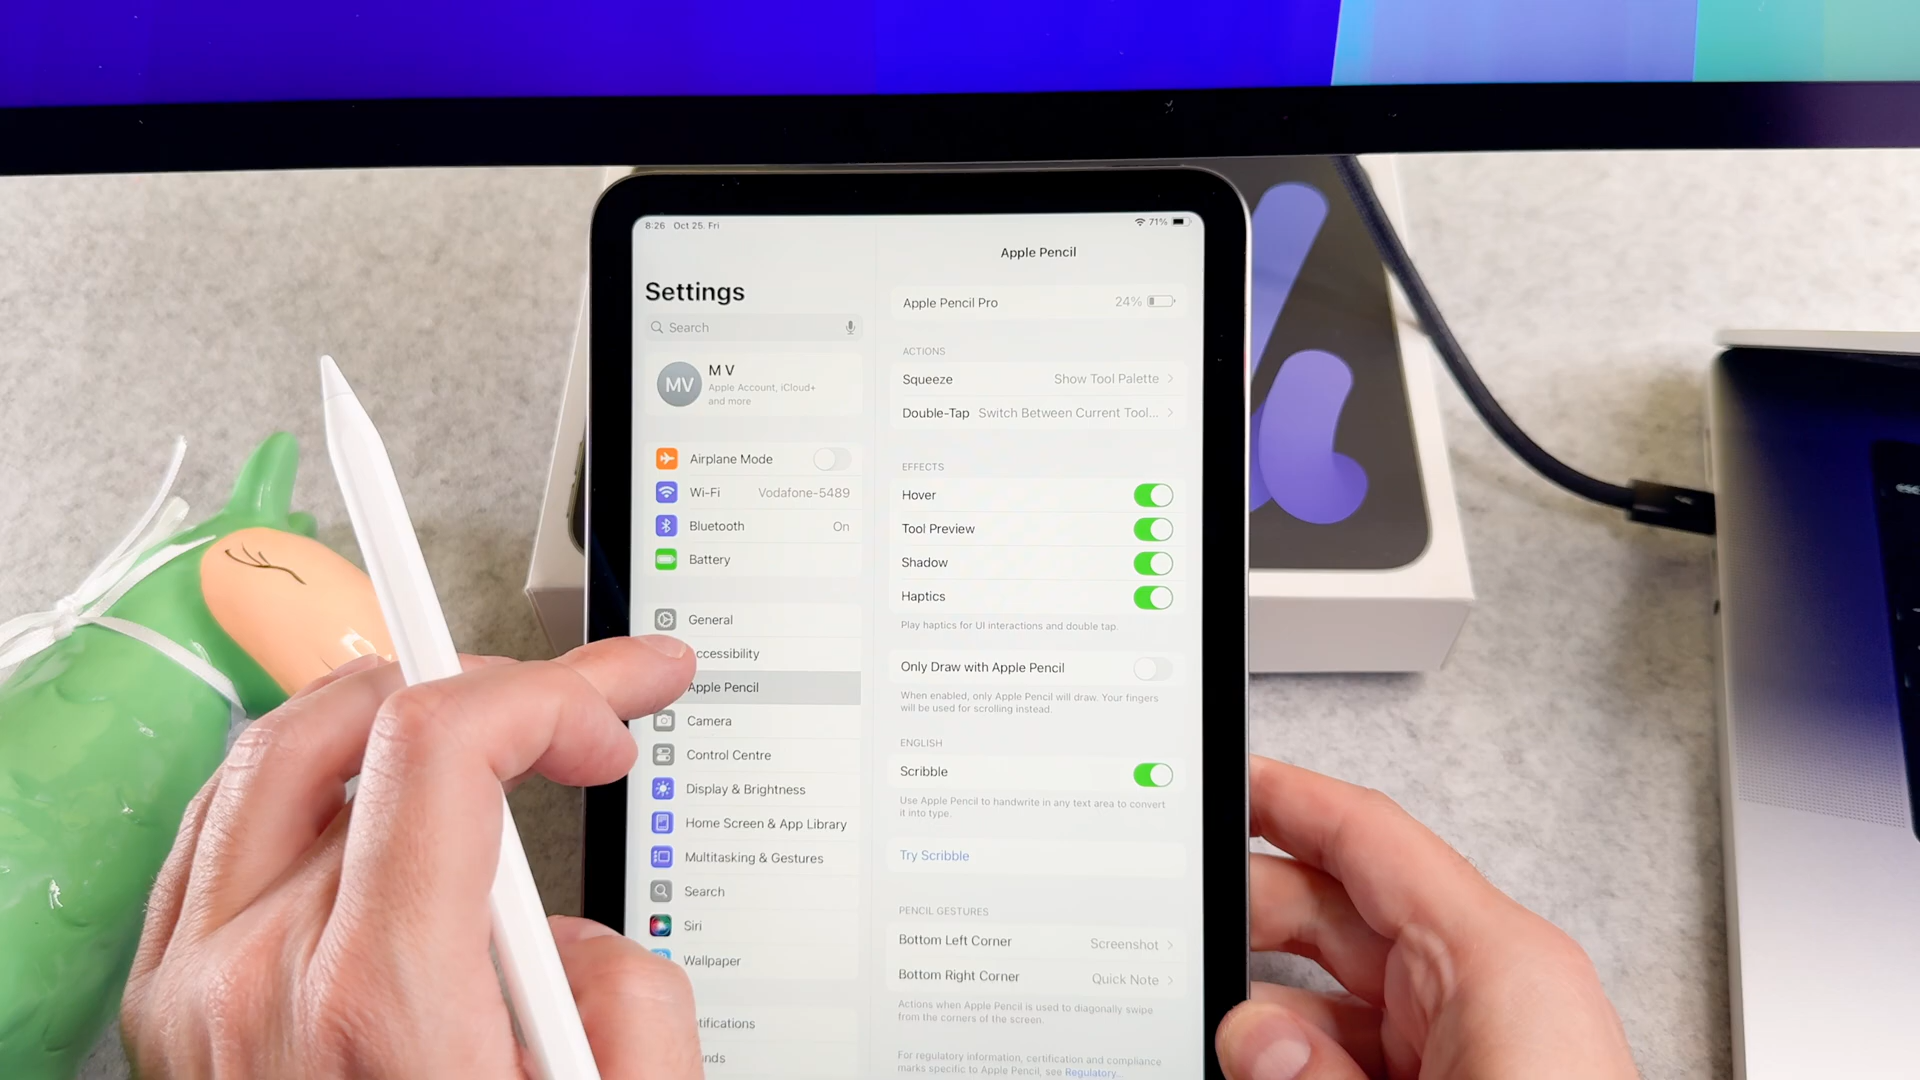 8:26 Oct 25. Fri
71%
Settings
Search
MV
M V
Apple Account, iCloud+
and more
Airplane Mode
Wi-Fi Vodafone-5489
Bluetooth On
Battery
General
ccessibility
Apple Pencil
Camera
Control Centre
Display & Brightness
Home Screen & App Library
Multitasking & Gestures
Search
Siri
Wallpaper
tifications
nds
Apple Pencil
Apple Pencil Pro 24%
ACTIONS
Squeeze Show Tool Palette
Double-Tap Switch Between Current Tool...
EFFECTS
Hover
Tool Preview
Shadow
Haptics
Play haptics for UI interactions and double tap.
Only Draw with Apple Pencil
When enabled, only Apple Pencil will draw. Your fingers
will be used for scrolling instead.
ENGLISH
Scribble
Use Apple Pencil to handwrite in any text area to convert
it into type.
Try Scribble
PENCIL GESTURES
Bottom Left Corner Screenshot
Bottom Right Corner Quick Note
Actions when Apple Pencil is used to diagonally swipe
from the corners of the screen.
For regulatory information, certification and compliance
marks specific to Apple Pencil, see Regulatory...